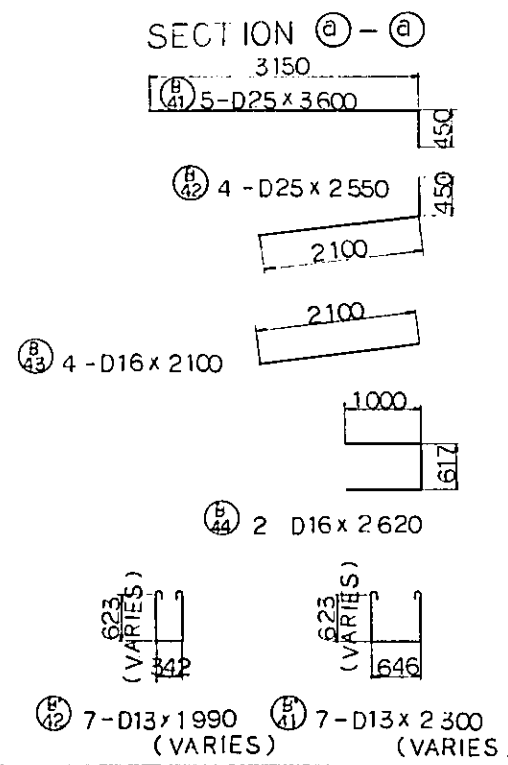 SECTION ⓐ-ⓐ
3150
B 41 5-D25 x 3600
450
B 42 4-D25 x 2550
450
2100
2100
B 43 4-D16 x 2100
1000
617
B 44 2 D16 x 2620
623
(VARIES)
342
623
(VARIES)
646
B' 42 7-D13 x 1990
(VARIES)
B' 41 7-D13 x 2300
(VARIES